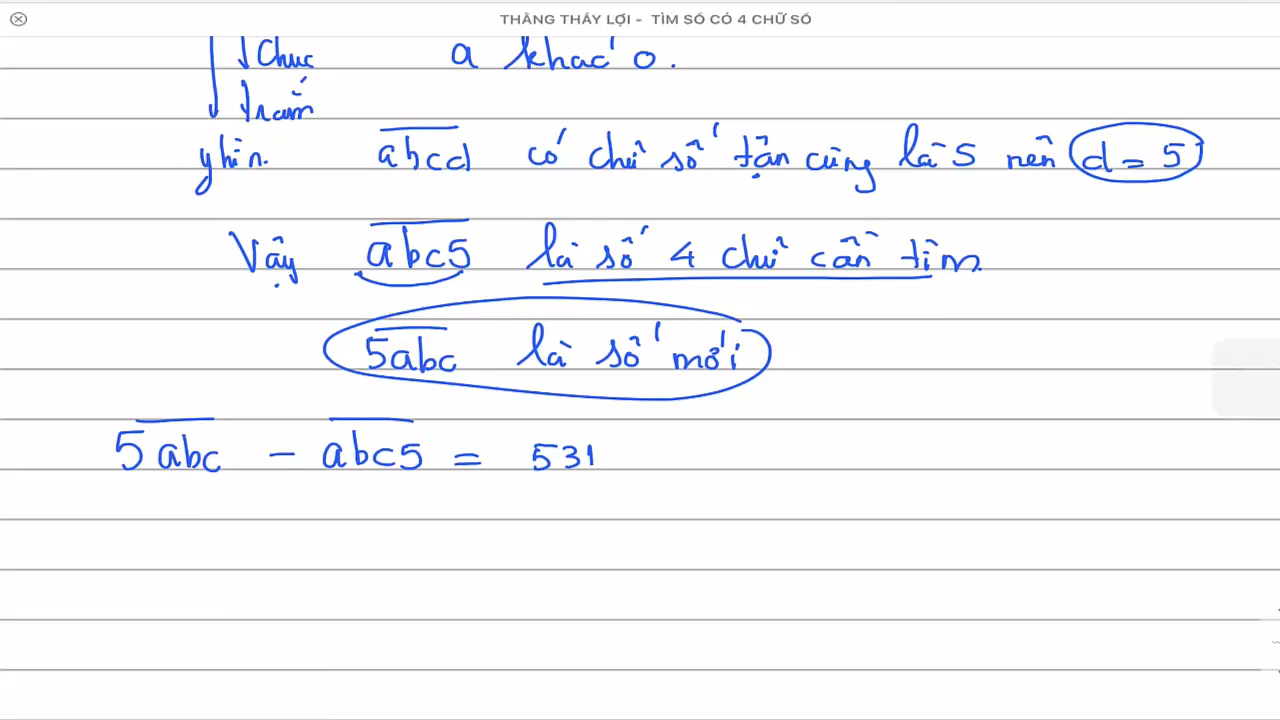 THẰNG THẦY LỢI - TÌM SỐ CÓ 4 CHỮ SỐ
Chục a khác 0.
trăm
nghìn. abcd có chữ số tận cùng là 5 nên d = 5
Vậy abc5 là số 4 chữ cần tìm.
5abc là số mới
5abc - abc5 = 531